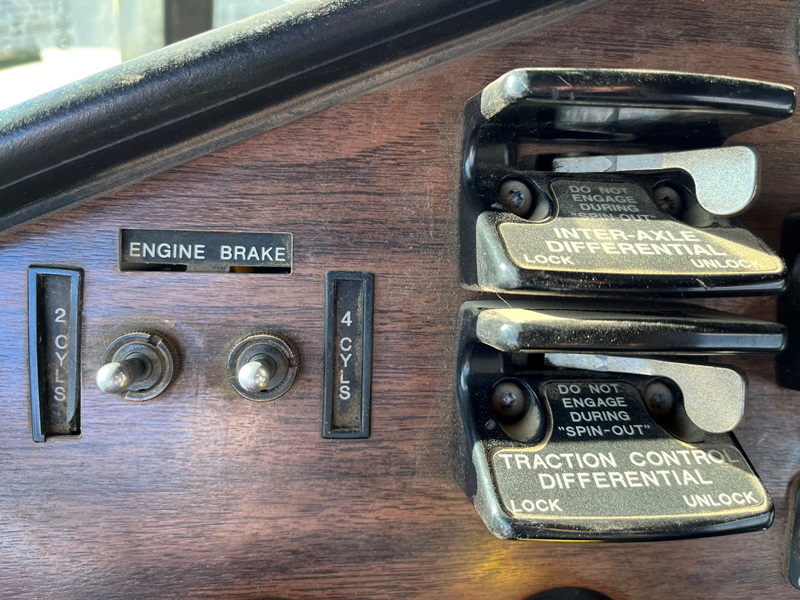 ENGINE BRAKE
2 CYLS
4 CYLS
DO NOT
ENGAGE
DURING
"SPIN-OUT"
INTER-AXLE
DIFFERENTIAL
LOCK UNLOCK
DO NOT
ENGAGE
DURING
"SPIN-OUT"
TRACTION CONTROL
DIFFERENTIAL
LOCK UNLOCK